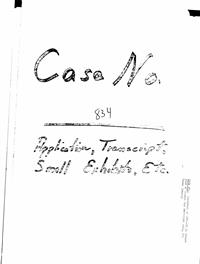 Case No.
834
Application, Transcript,
Small Exhibits, Etc.